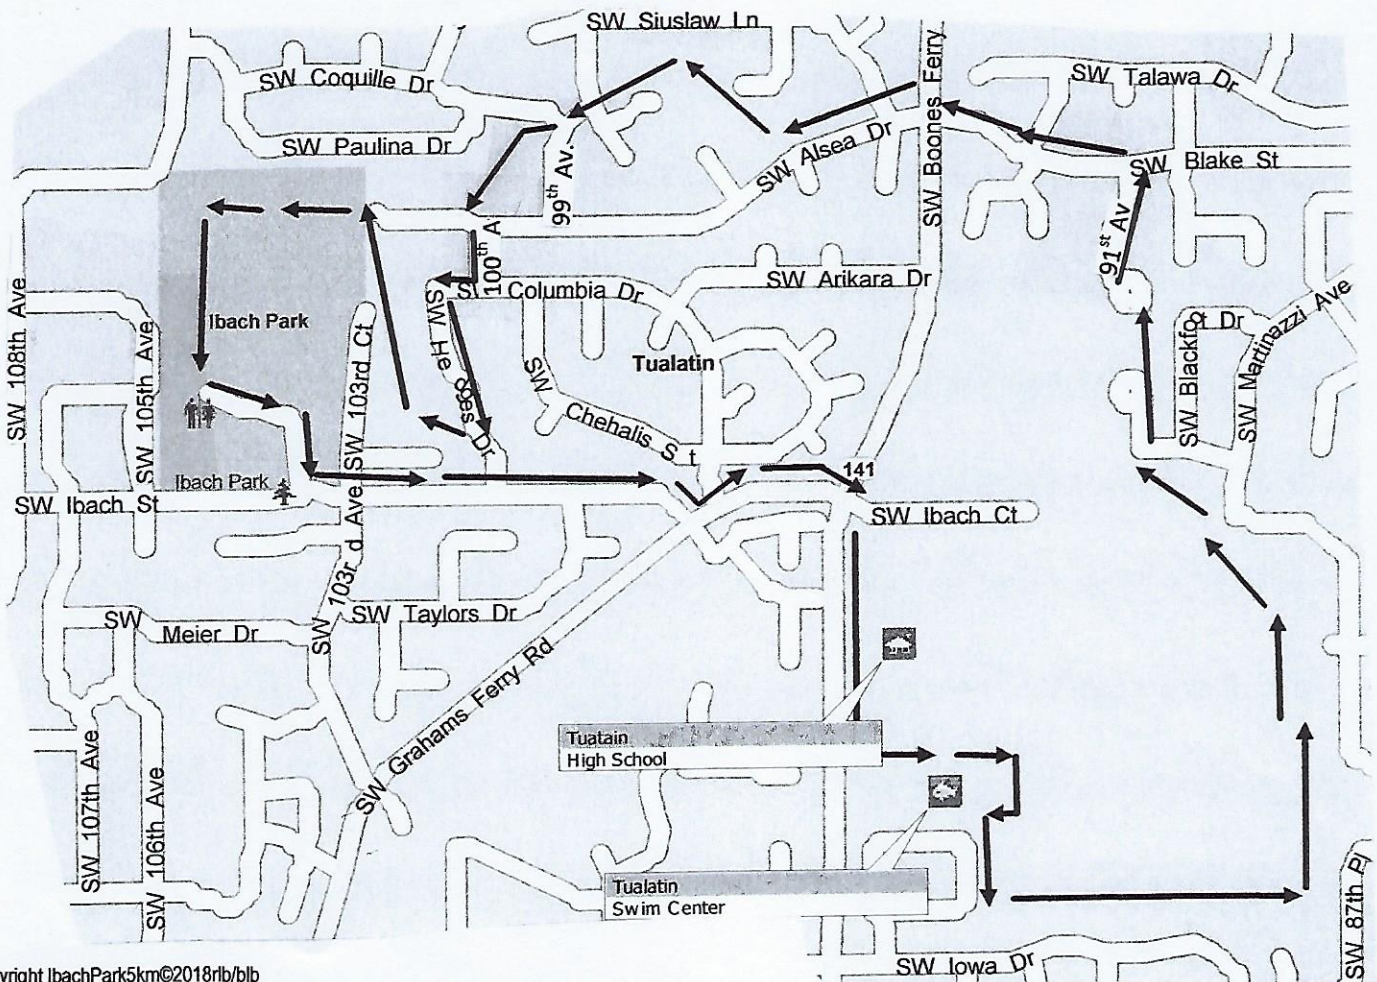 SW Siuslaw Ln
SW Coquille Dr
SW Talawa Dr
SW Paulina Dr
SW Alsea Dr
SW Boones Ferry
SW Blake St
99th Av.
91st Av
100th A
SW Columbia Dr
SW Arikara Dr
SW 108th Ave
Ibach Park
SW 105th Ave
SW 103rd Ct
SW He ges Dr
SW Chehalis S t
Tualatin
SW Blackfo t Dr
SW Martinazzi Ave
Ibach Park
141
SW Ibach St
SW Ibach Ct
SW 103r d Ave
SW Taylors Dr
SW Meier Dr
SW Grahams Ferry Rd
Tuatain
High School
SW 107th Ave
SW 106th Ave
Tualatin
Swim Center
SW 87th Pl
SW Iowa Dr
yright IbachPark5km©2018rlb/blb